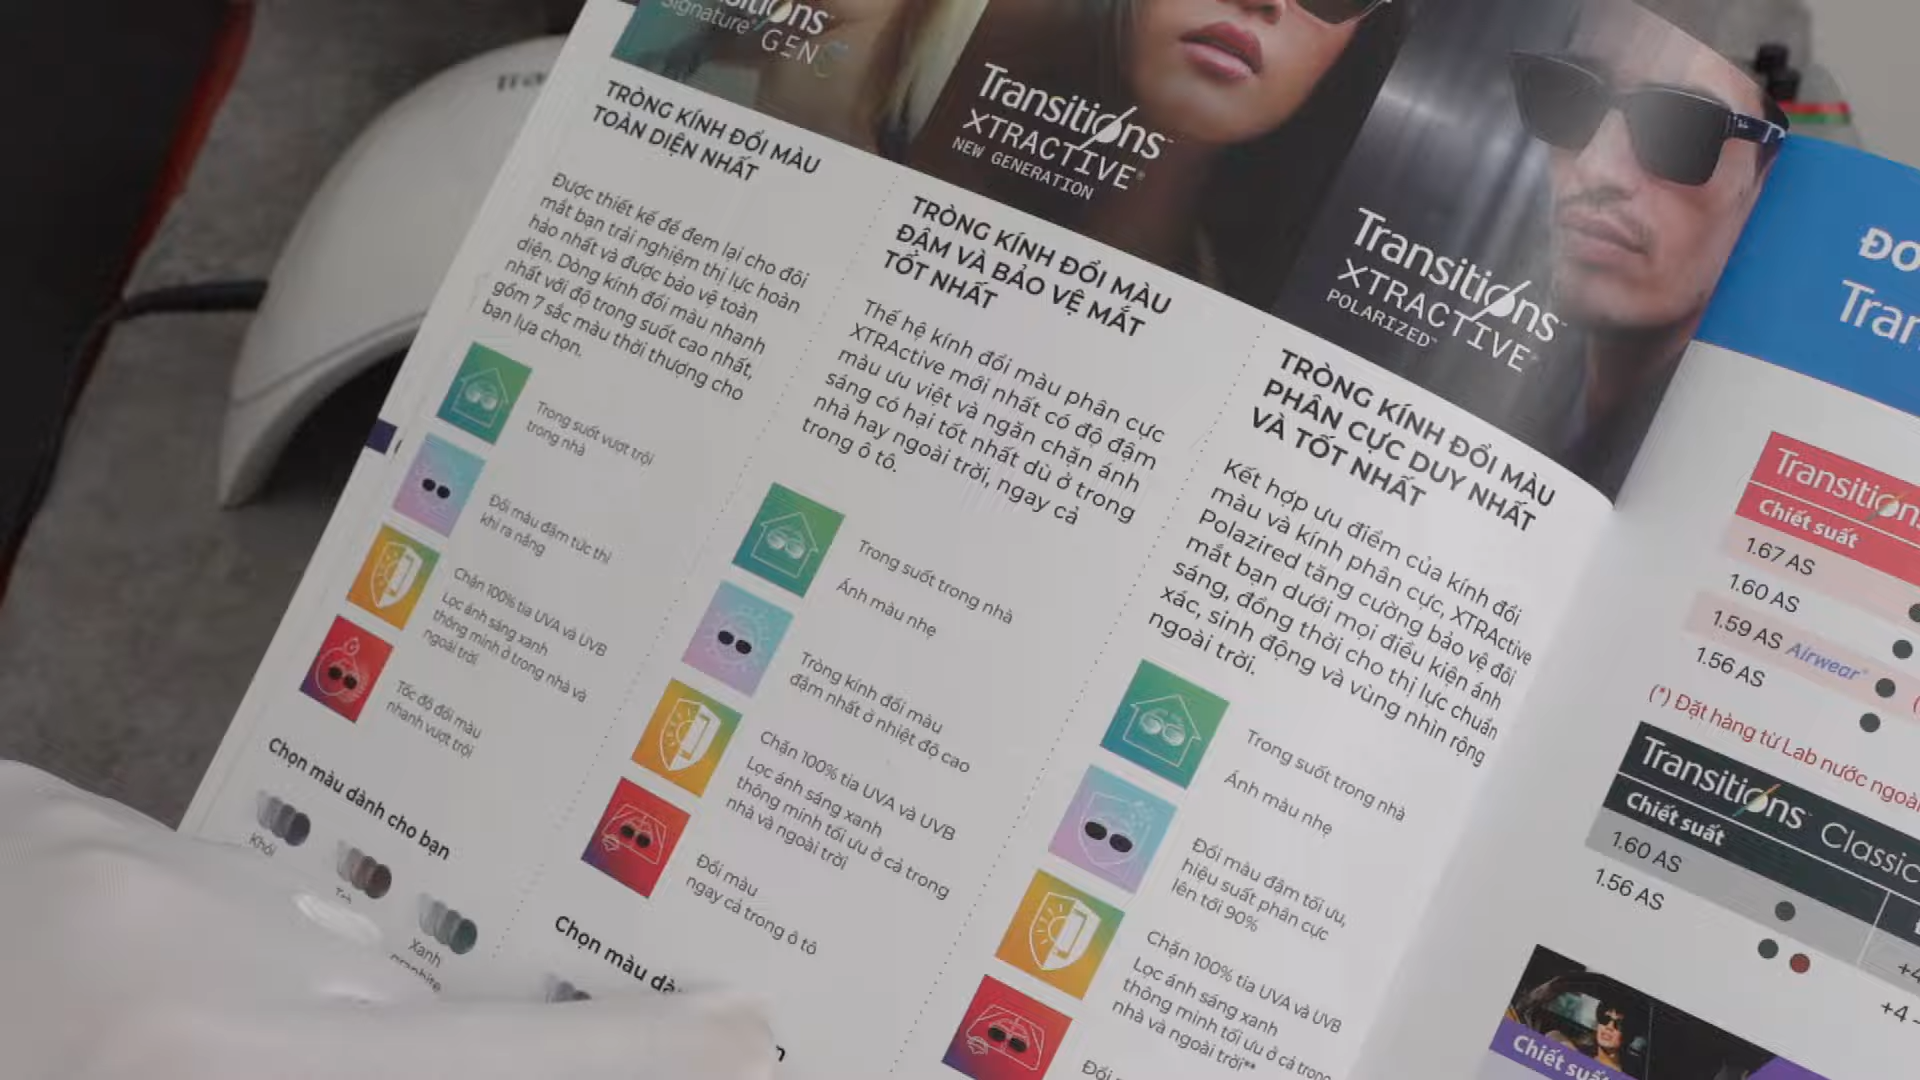 Signature
GEN
TRÒNG KÍNH ĐỔI MÀU
TOÀN DIỆN NHẤT
Được thiết kế để đem lại cho đôi
mắt bạn trải nghiệm thị lực hoàn
hảo nhất và được bảo vệ toàn
diện. Dòng kính đổi màu nhanh
nhất với độ trong suốt cao nhất,
gồm 7 sắc màu thời thượng cho
bạn lựa chọn.
Trong suốt vượt trội
trong nhà
Đổi màu đậm tức thì
khi ra nắng
Chặn 100% tia UVA và UVB
Lọc ánh sáng xanh
thông minh ở trong nhà và
ngoài trời
Tốc độ đổi màu
nhanh vượt trội
Chọn màu dành cho bạn
Khói
Xanh
graphite
Transitions™
XTRACTIVE®
NEW GENERATION
TRÒNG KÍNH ĐỔI MÀU
ĐẬM VÀ BẢO VỆ MẮT
TỐT NHẤT
Thế hệ kính đổi màu phân cực
XTRActive mới nhất có độ đậm
màu ưu việt và ngăn chặn ánh
sáng có hại tốt nhất dù ở trong
nhà hay ngoài trời, ngay cả
trong ô tô.
Trong suốt trong nhà
Ánh màu nhẹ
Tròng kính đổi màu
đậm nhất ở nhiệt độ cao
Chặn 100% tia UVA và UVB
Lọc ánh sáng xanh
thông minh tối ưu ở cả trong
nhà và ngoài trời
Đổi màu
ngay cả trong ô tô
Chọn màu
Transitions™
XTRACTIVE®
POLARIZED™
TRÒNG KÍNH ĐỔI MÀU
PHÂN CỰC DUY NHẤT
VÀ TỐT NHẤT
Kết hợp ưu điểm của kính đổi
màu và kính phân cực, XTRActive
Polazired tăng cường bảo vệ đôi
mắt bạn dưới mọi điều kiện ánh
sáng, đồng thời cho thị lực chuẩn
xác, sinh động và vùng nhìn rộng
ngoài trời.
Trong suốt trong nhà
Ánh màu nhẹ
Đổi màu đậm tối ưu,
hiệu suất phân cực
lên tới 90%
Chặn 100% tia UVA và UVB
Lọc ánh sáng xanh
thông minh tối ưu ở cả trong
nhà và ngoài trời**
Transitions
Chiết suất
1.67 AS
1.60 AS
1.59 AS Airwear®
1.56 AS
(*) Đặt hàng từ Lab nước ngoài
Transitions™ Classic
Chiết suất
1.60 AS
1.56 AS
+4
+4 -
Chiết suất